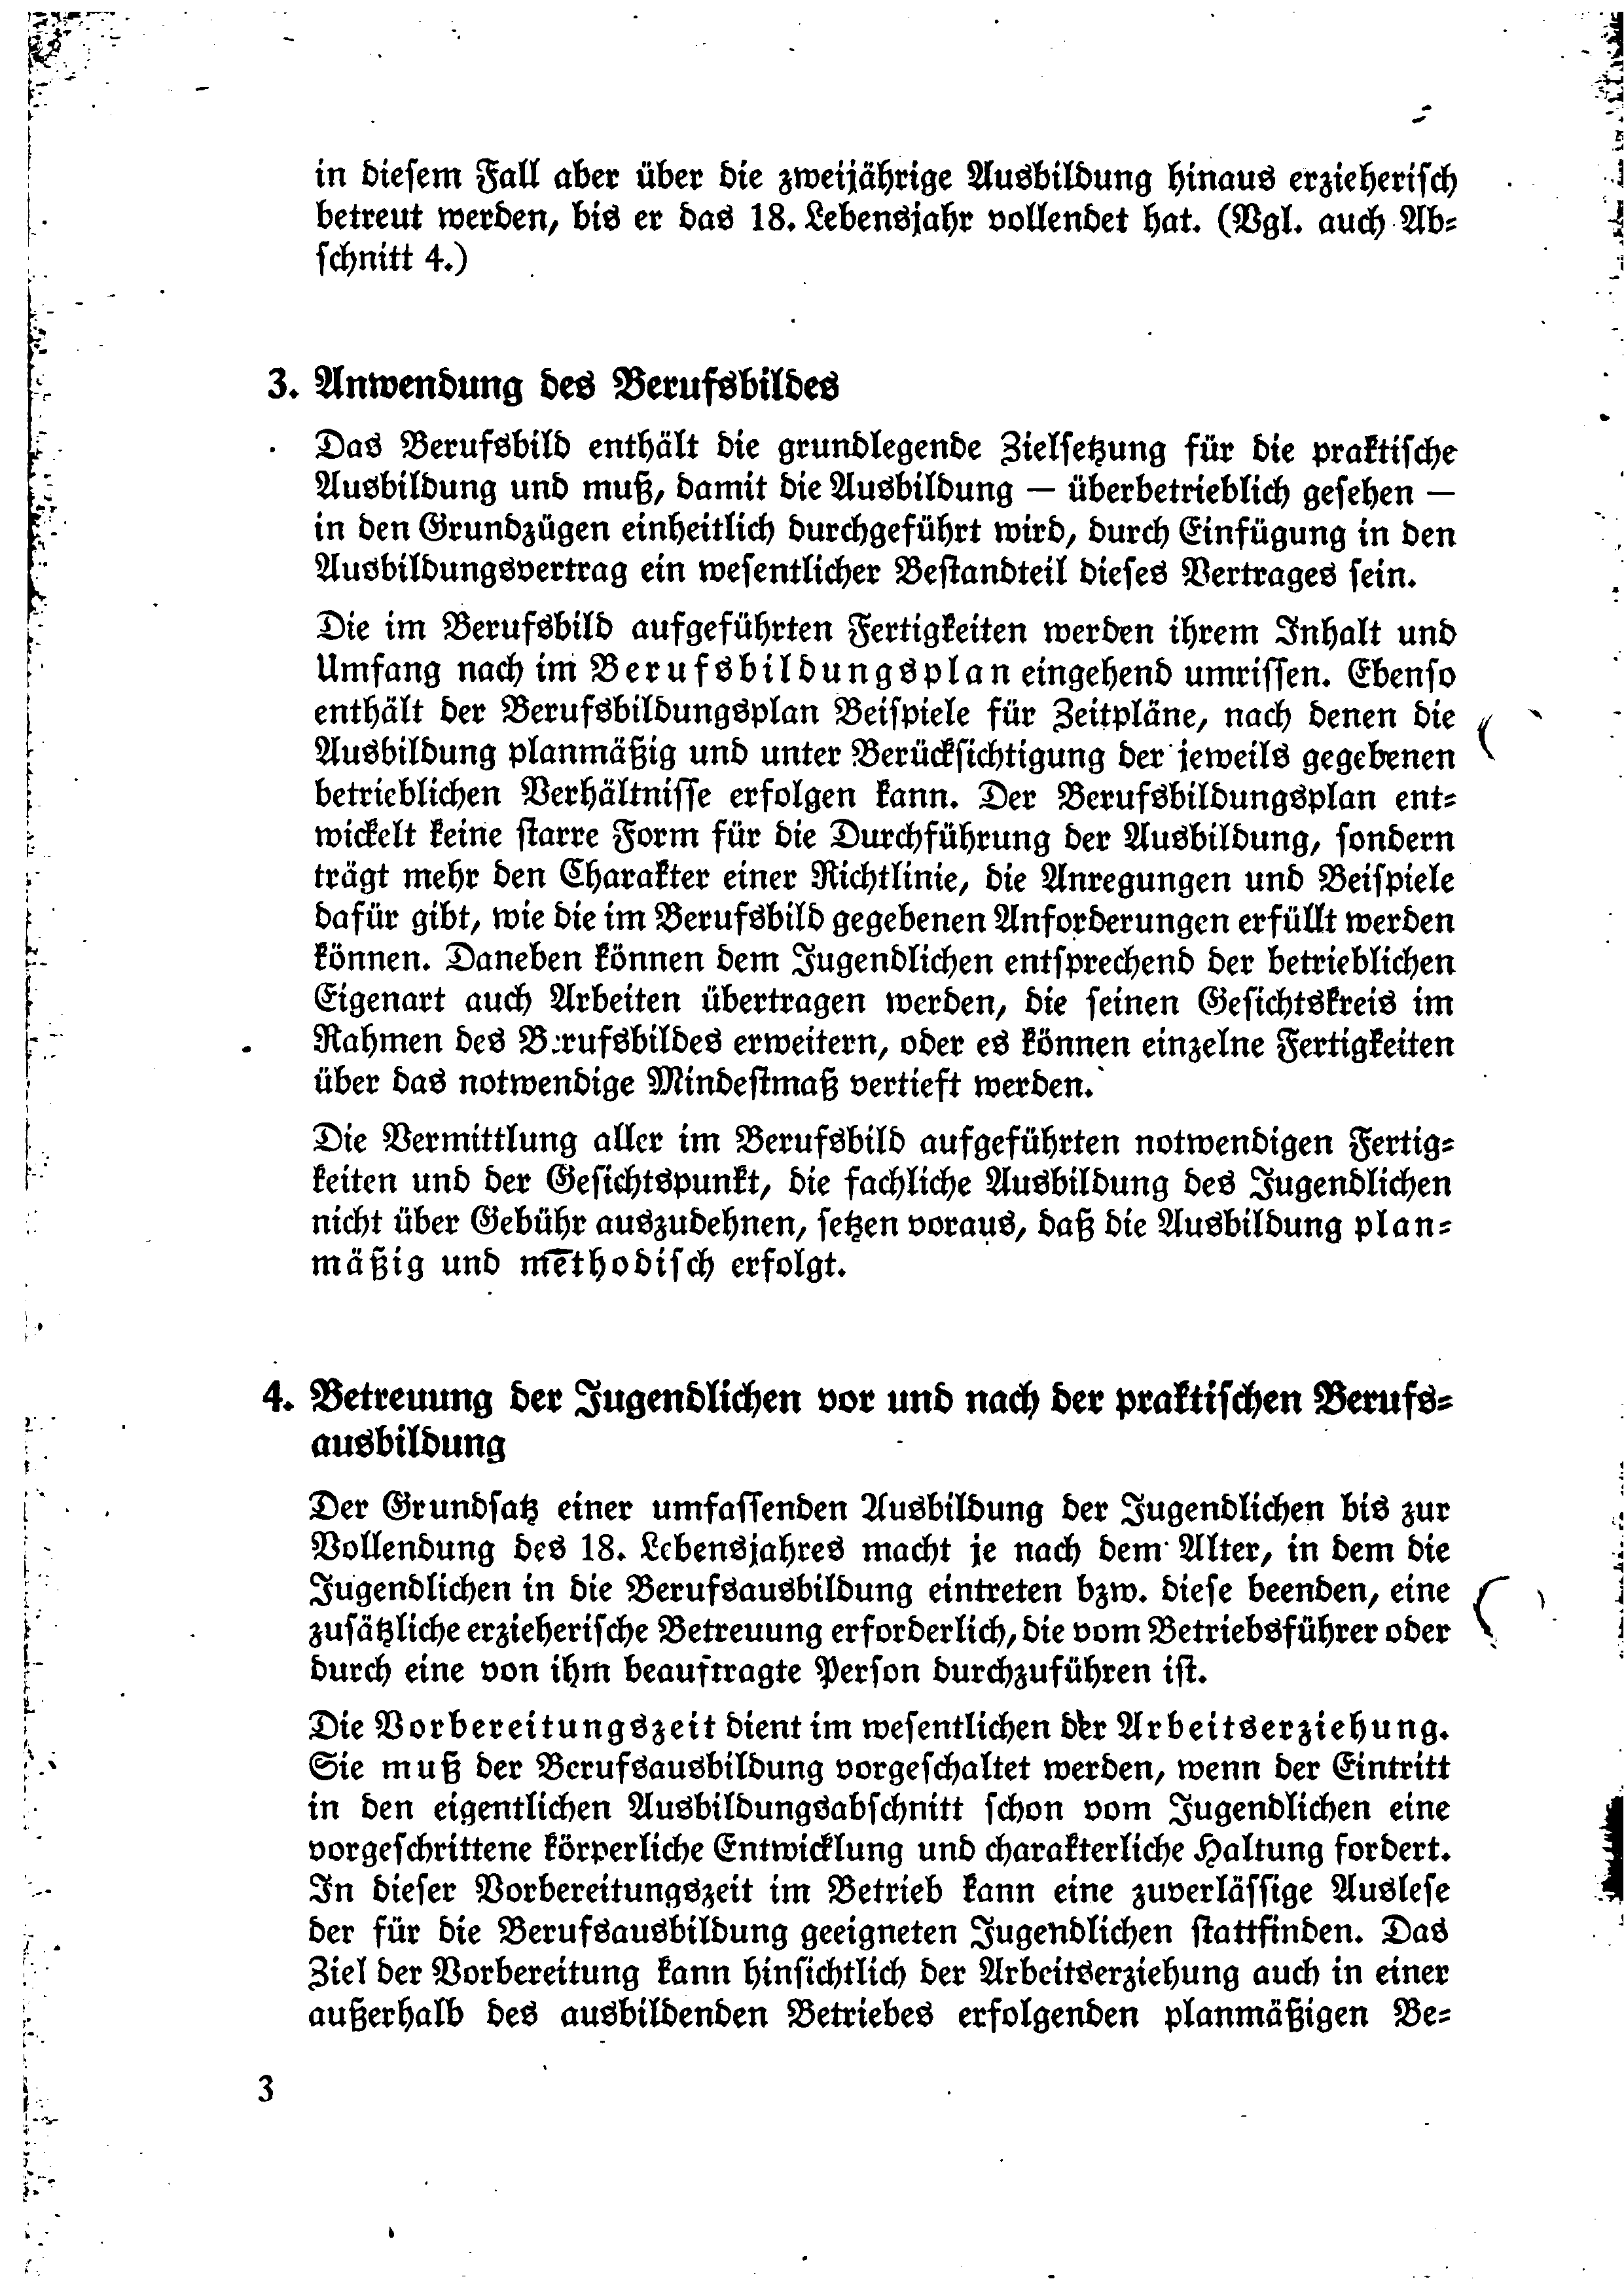 in diesem Fall aber über die zweijährige Ausbildung hinaus erzieherisch
betreut werden, bis er das 18. Lebensjahr vollendet hat. (Vgl. auch Ab-
schnitt 4.)
3. Anwendung des Berufsbildes
Das Berufsbild enthält die grundlegende Zielsetzung für die praktische
Ausbildung und muß, damit die Ausbildung — überbetrieblich gesehen —
in den Grundzügen einheitlich durchgeführt wird, durch Einfügung in den
Ausbildungsvertrag ein wesentlicher Bestandteil dieses Vertrages sein.
Die im Berufsbild aufgeführten Fertigkeiten werden ihrem Inhalt und
Umfang nach im Berufsbildungsplan eingehend umrissen. Ebenso
enthält der Berufsbildungsplan Beispiele für Zeitpläne, nach denen die
Ausbildung planmäßig und unter Berücksichtigung der jeweils gegebenen
betrieblichen Verhältnisse erfolgen kann. Der Berufsbildungsplan ent-
wickelt keine starre Form für die Durchführung der Ausbildung, sondern
trägt mehr den Charakter einer Richtlinie, die Anregungen und Beispiele
dafür gibt, wie die im Berufsbild gegebenen Anforderungen erfüllt werden
können. Daneben können dem Jugendlichen entsprechend der betrieblichen
Eigenart auch Arbeiten übertragen werden, die seinen Gesichtskreis im
Rahmen des Berufsbildes erweitern, oder es können einzelne Fertigkeiten
über das notwendige Mindestmaß vertieft werden.
Die Vermittlung aller im Berufsbild aufgeführten notwendigen Fertig-
keiten und der Gesichtspunkt, die fachliche Ausbildung des Jugendlichen
nicht über Gebühr auszudehnen, setzen voraus, daß die Ausbildung plan-
mäßig und methodisch erfolgt.
4. Betreuung der Jugendlichen vor und nach der praktischen Berufs-
ausbildung
Der Grundsatz einer umfassenden Ausbildung der Jugendlichen bis zur
Vollendung des 18. Lebensjahres macht je nach dem Alter, in dem die
Jugendlichen in die Berufsausbildung eintreten bzw. diese beenden, eine
zusätzliche erzieherische Betreuung erforderlich, die vom Betriebsführer oder
durch eine von ihm beauftragte Person durchzuführen ist.
Die Vorbereitungszeit dient im wesentlichen der Arbeitserziehung.
Sie muß der Berufsausbildung vorgeschaltet werden, wenn der Eintritt
in den eigentlichen Ausbildungsabschnitt schon vom Jugendlichen eine
vorgeschrittene körperliche Entwicklung und charakterliche Haltung fordert.
In dieser Vorbereitungszeit im Betrieb kann eine zuverlässige Auslese
der für die Berufsausbildung geeigneten Jugendlichen stattfinden. Das
Ziel der Vorbereitung kann hinsichtlich der Arbeitserziehung auch in einer
außerhalb des ausbildenden Betriebes erfolgenden planmäßigen Be-
3